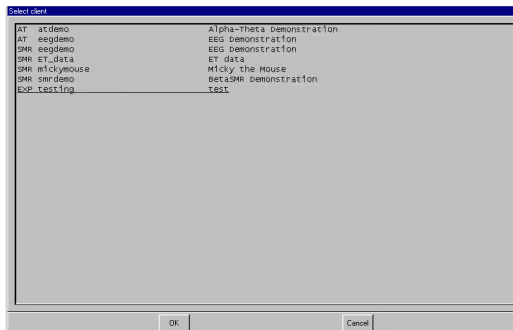 Select client
AT atdemo Alpha-Theta Demonstration
AT eegdemo EEG Demonstration
SMR eegdemo EEG Demonstration
SMR ET_data ET data
SMR mickymouse Micky the Mouse
SMR smrdemo BetaSMR Demonstration
EXP testing test
OK Cancel